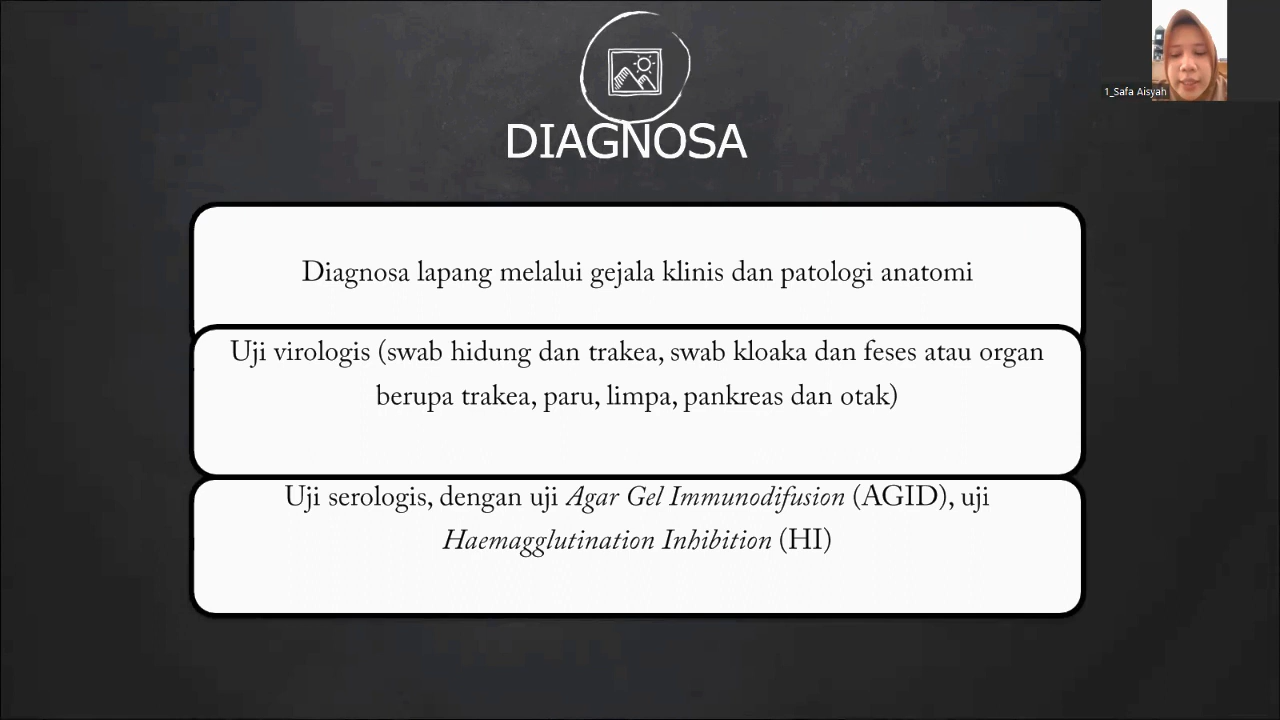 1_Safa Aisyah
DIAGNOSA
Diagnosa lapang melalui gejala klinis dan patologi anatomi
Uji virologis (swab hidung dan trakea, swab kloaka dan feses atau organ
berupa trakea, paru, limpa, pankreas dan otak)
Uji serologis, dengan uji Agar Gel Immunodifusion (AGID), uji
Haemagglutination Inhibition (HI)